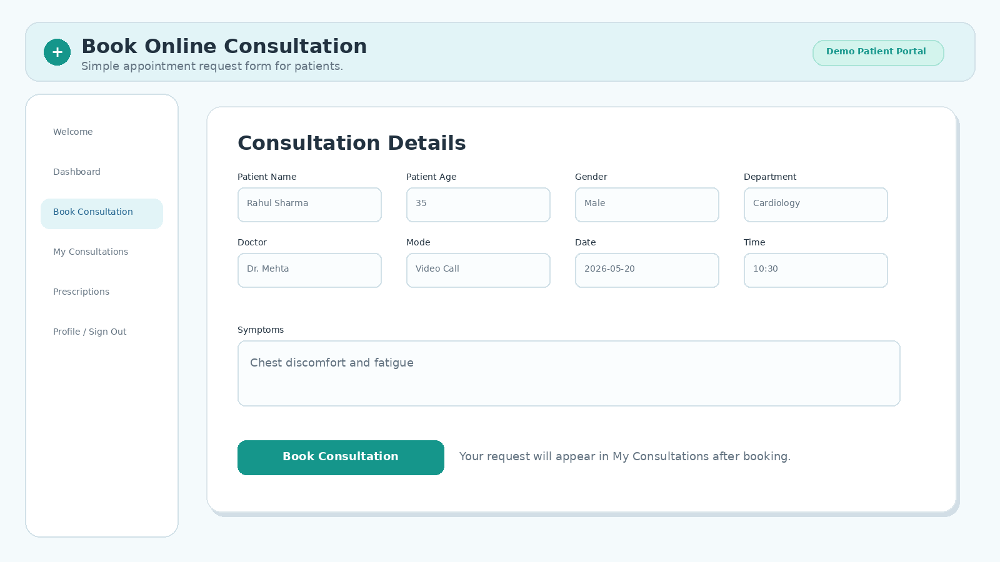 +
Book Online Consultation
Simple appointment request form for patients.
Demo Patient Portal
Welcome
Dashboard
Book Consultation
My Consultations
Prescriptions
Profile / Sign Out
Consultation Details
Patient Name
Patient Age
Gender
Department
Rahul Sharma
35
Male
Cardiology
Doctor
Mode
Date
Time
Dr. Mehta
Video Call
2026-05-20
10:30
Symptoms
Chest discomfort and fatigue
Book Consultation
Your request will appear in My Consultations after booking.